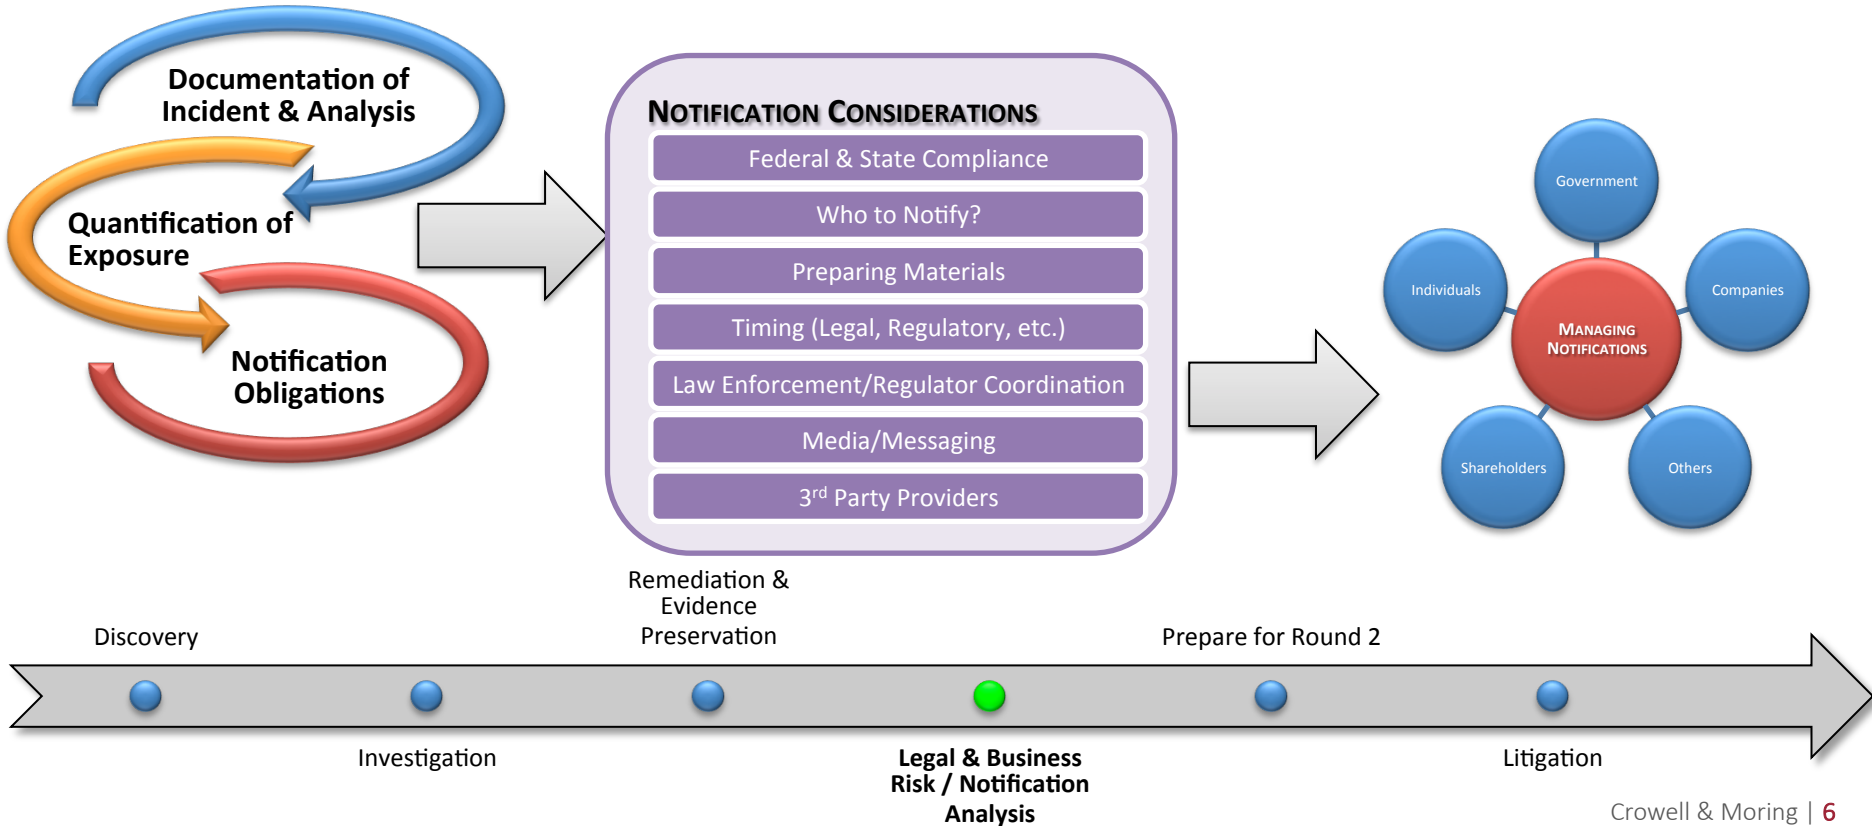 Documentation of
Incident & Analysis
Quantification of
Exposure
Notification
Obligations
NOTIFICATION CONSIDERATIONS
Federal & State Compliance
Who to Notify?
Preparing Materials
Timing (Legal, Regulatory, etc.)
Law Enforcement/Regulator Coordination
Media/Messaging
3rd Party Providers
Government
Individuals
Companies
MANAGING
NOTIFICATIONS
Shareholders
Others
Discovery
Investigation
Remediation &
Evidence
Preservation
Legal & Business
Risk / Notification
Analysis
Prepare for Round 2
Litigation
Crowell & Moring | 6